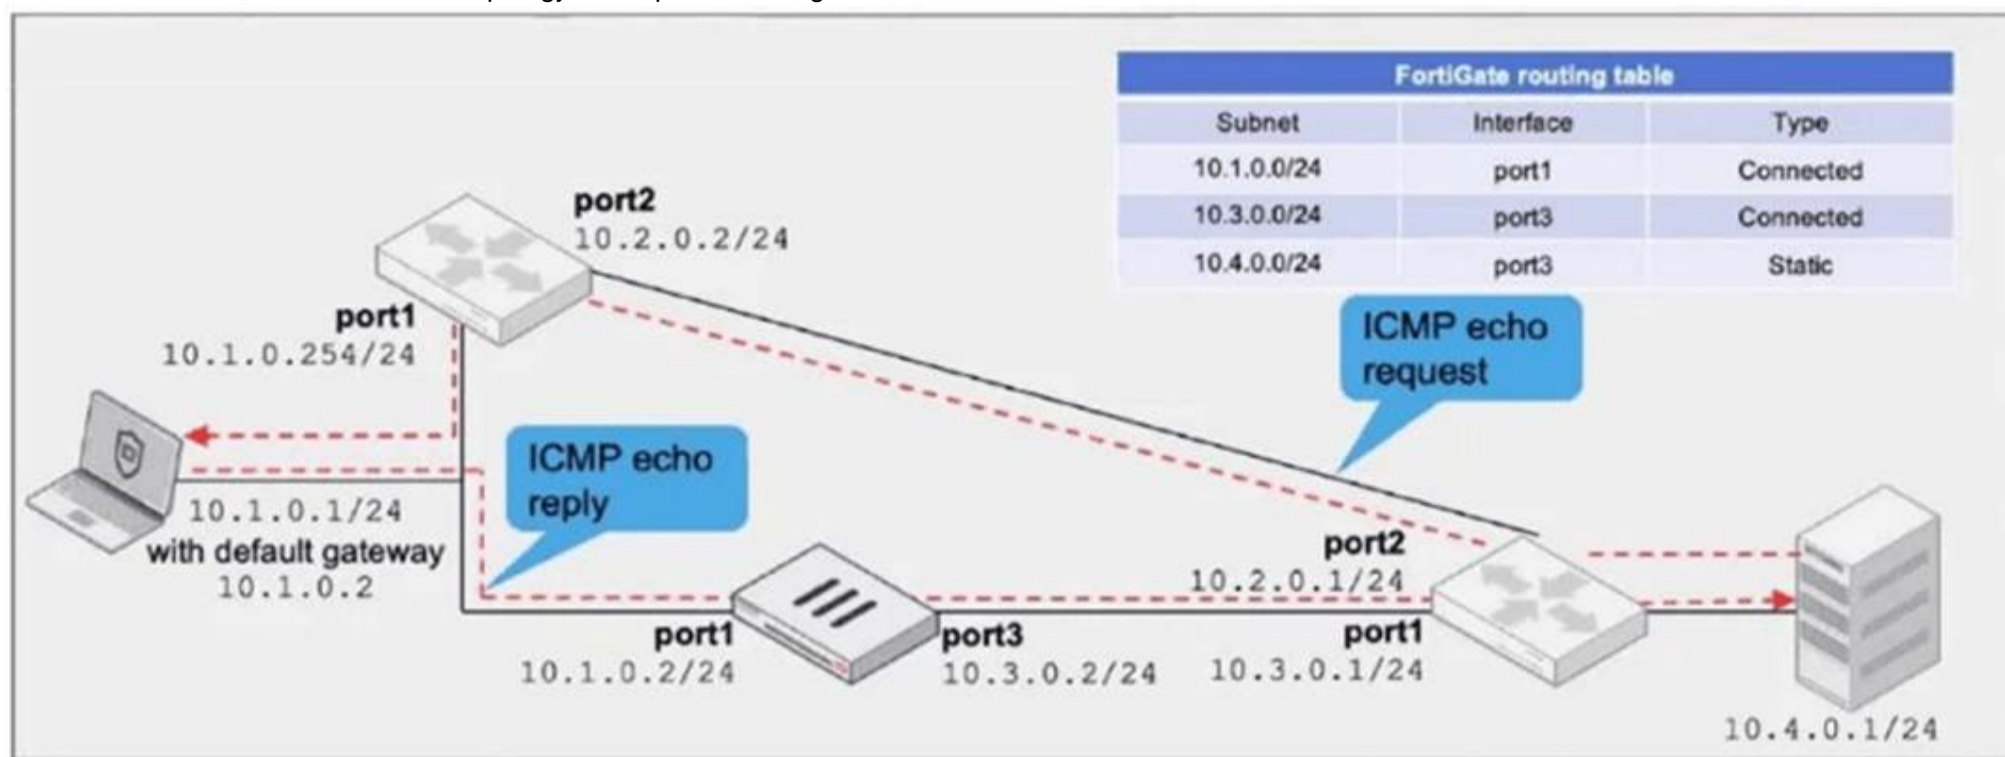 FortiGate routing table
Subnet Interface Type
10.1.0.0/24 port1 Connected
10.3.0.0/24 port3 Connected
10.4.0.0/24 port3 Static
port2
10.2.0.2/24
port1
10.1.0.254/24
ICMP echo
request
ICMP echo
reply
10.1.0.1/24
with default gateway
10.1.0.2
port2
10.2.0.1/24
port1
10.1.0.2/24
port3
10.3.0.2/24
port1
10.3.0.1/24
10.4.0.1/24